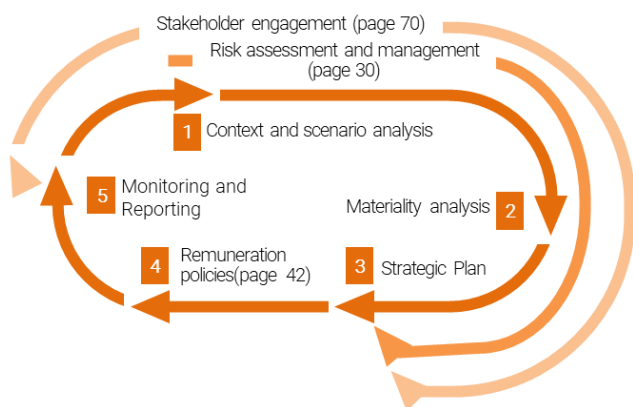 Stakeholder engagement (page 70)
Risk assessment and management
(page 30)
1 Context and scenario analysis
Materiality analysis 2
3 Strategic Plan
4 Remuneration
policies(page 42)
5 Monitoring and
Reporting